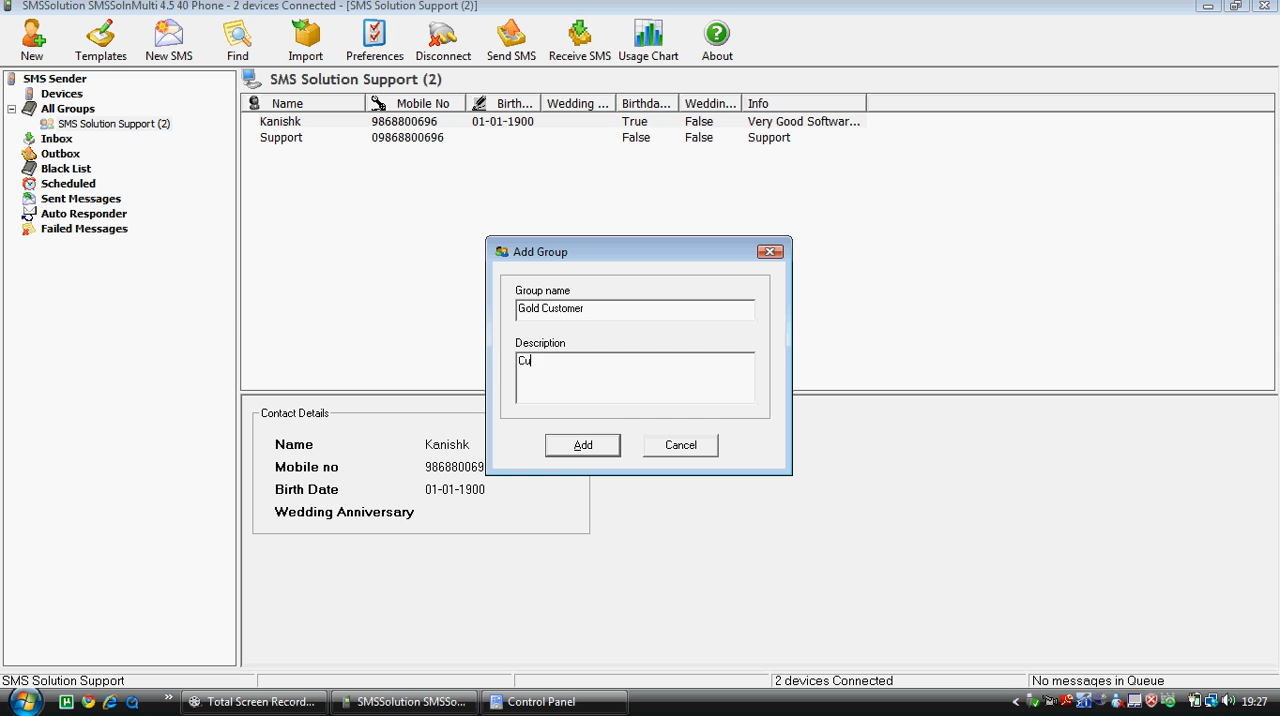 SMSSolution SMSSolnMulti 4.5 40 Phone - 2 devices Connected - [SMS Solution Support (2)]
New Templates New SMS Find Import Preferences Disconnect Send SMS Receive SMS Usage Chart About
SMS Sender
Devices
All Groups
SMS Solution Support (2)
Inbox
Outbox
Black List
Scheduled
Sent Messages
Auto Responder
Failed Messages
SMS Solution Support (2)
Name Mobile No Birth... Wedding ... Birthda... Weddin... Info
Kanishk 9868800696 01-01-1900 True False Very Good Softwar...
Support 09868800696 False False Support
Add Group
Group name
Gold Customer
Description
Cu
Add Cancel
Contact Details
Name Kanishk
Mobile no 986880069
Birth Date 01-01-1900
Wedding Anniversary
SMS Solution Support 2 devices Connected No messages in Queue
» Total Screen Record... SMSSolution SMSSo... Control Panel < 19:27